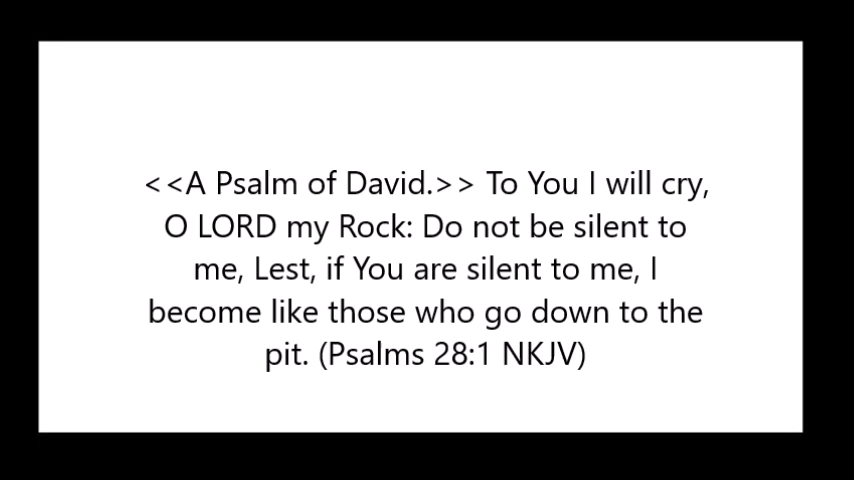 <<A Psalm of David.>> To You I will cry,
O LORD my Rock: Do not be silent to
me, Lest, if You are silent to me, I
become like those who go down to the
pit. (Psalms 28:1 NKJV)